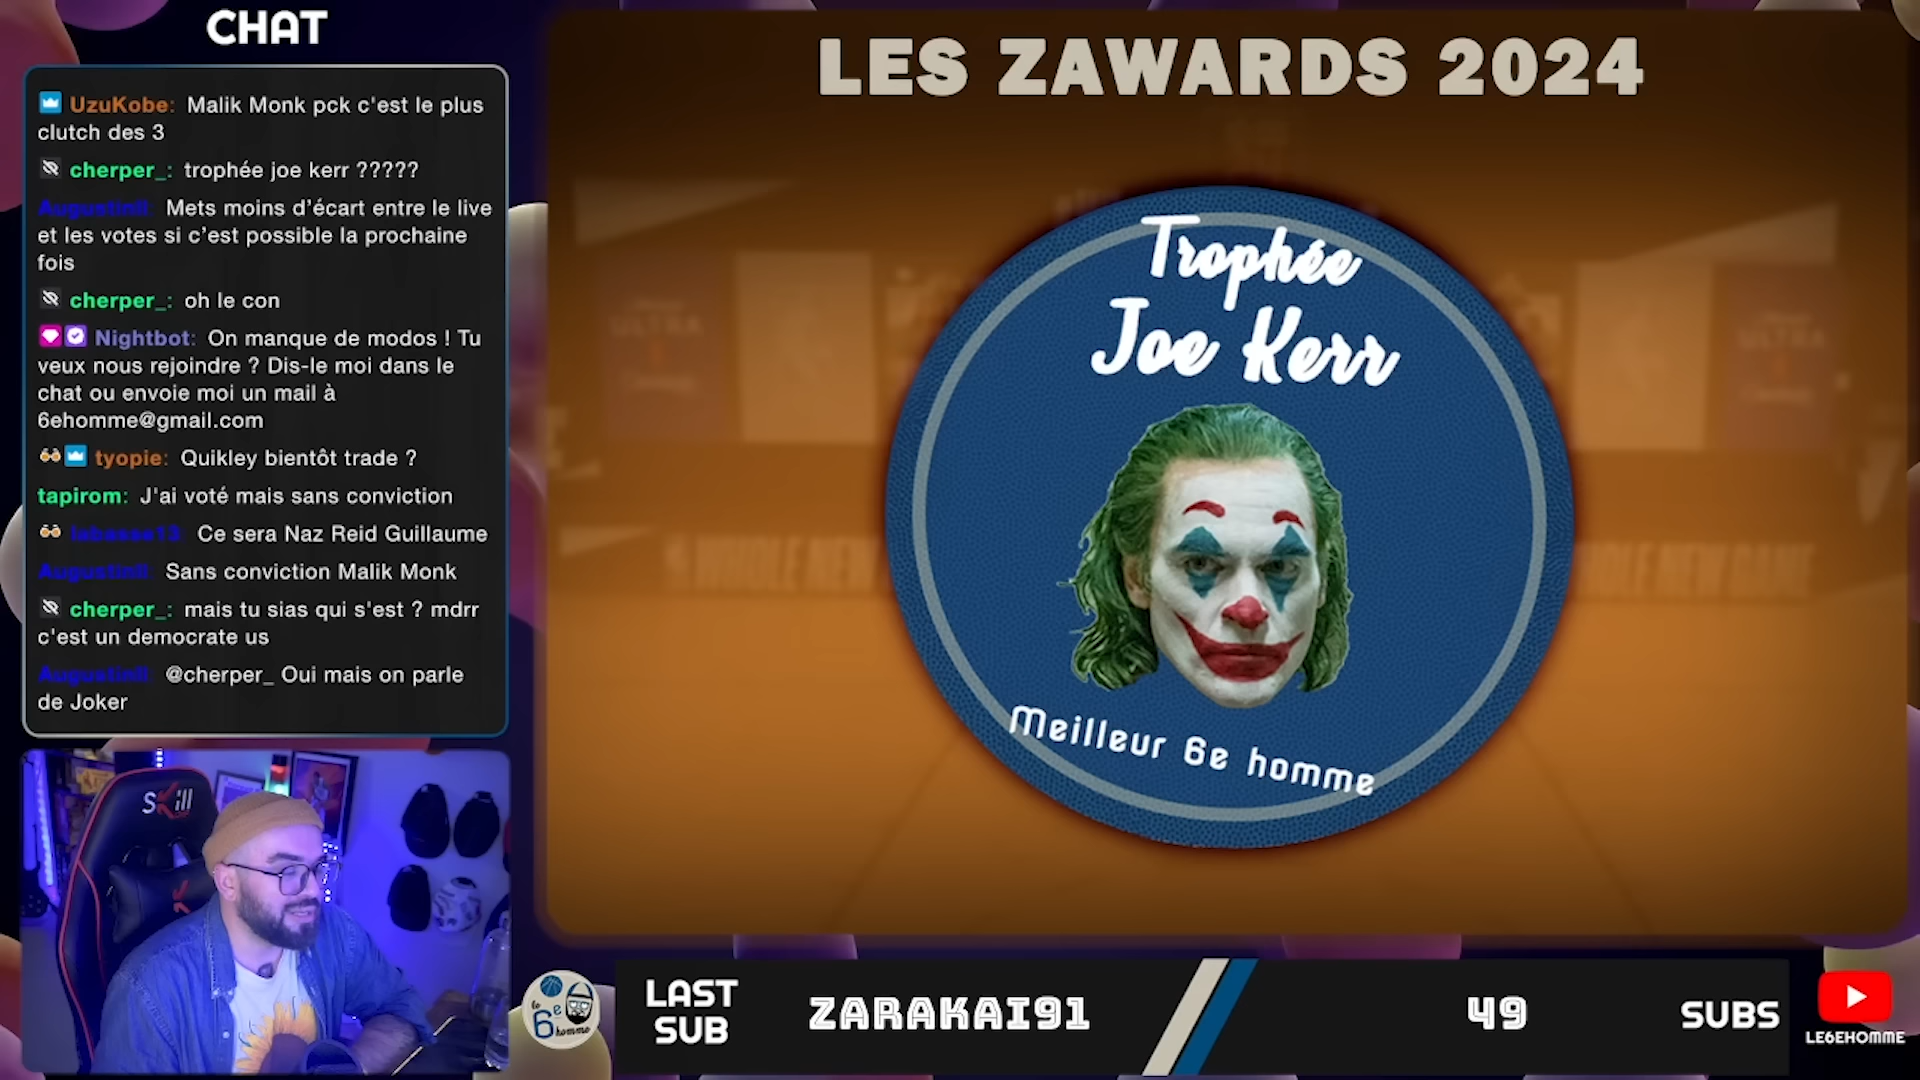 CHAT
UzuKobe: Malik Monk pck c'est le plus
clutch des 3
cherper_: trophée joe kerr ?????
Mets moins d'écart entre le live
et les votes si c'est possible la prochaine
fois
cherper_: oh le con
Nightbot: On manque de modos ! Tu
veux nous rejoindre ? Dis-le moi dans le
chat ou envoie moi un mail à
6ehomme@gmail.com
tyopie: Quikley bientôt trade ?
tapirom: J'ai voté mais sans conviction
Ce sera Naz Reid Guillaume
Sans conviction Malik Monk
cherper_: mais tu sias qui s'est ? mdrr
c'est un democrate us
@cherper_ Oui mais on parle
de Joker
SKill
LES ZAWARDS 2024
Trophée
Joe Kerr
Meilleur 6e homme
le 6e homme
LAST
SUB
ZARAKAI91
49
SUBS
LE6EHOMME